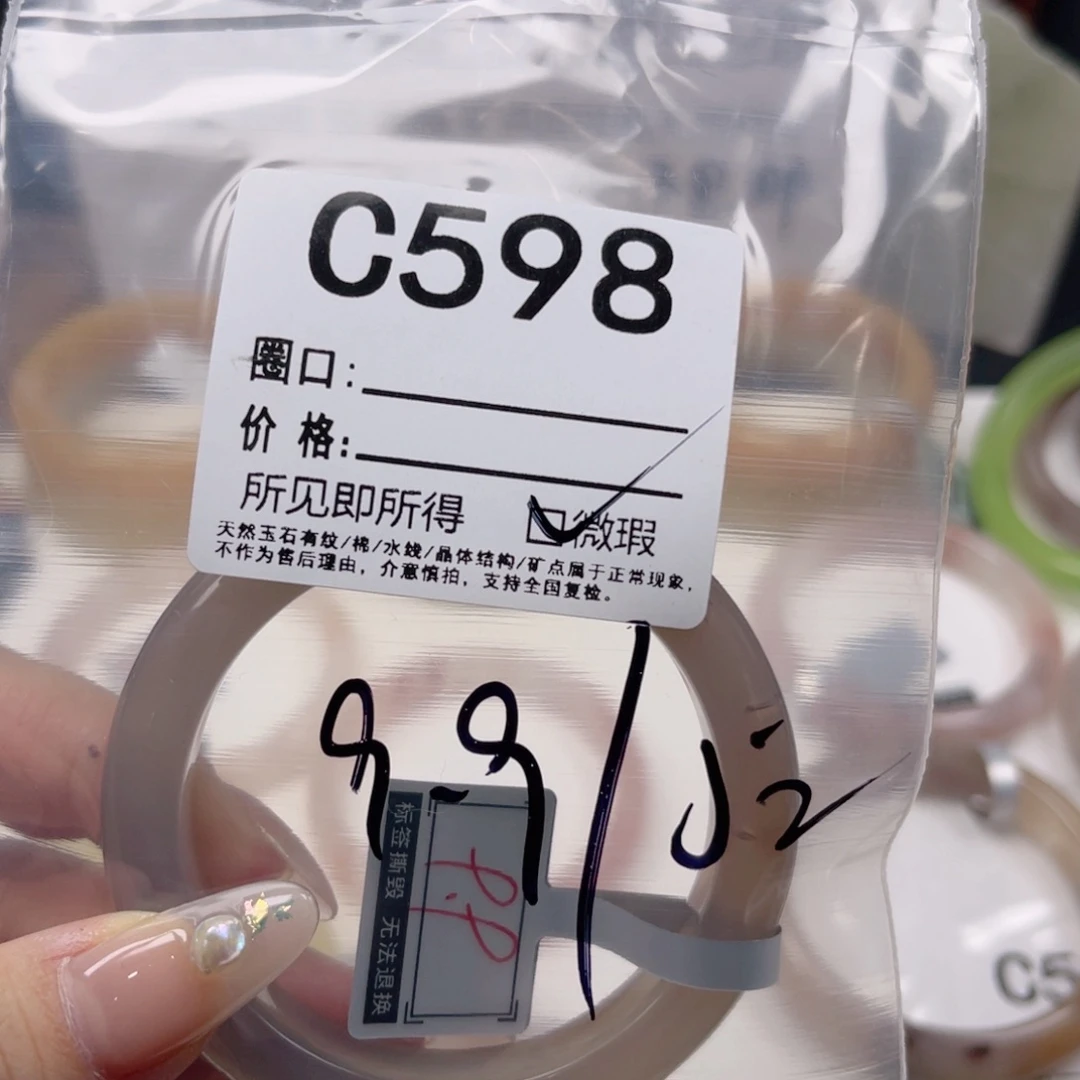 C598
圈口:
价格:
所见即所得 微瑕
天然玉石有纹/棉/水线/晶体结构/矿点属于正常现象,
不作为售后理由,介意慎拍,支持全国复检。
标签撕毁 无法退换
C5